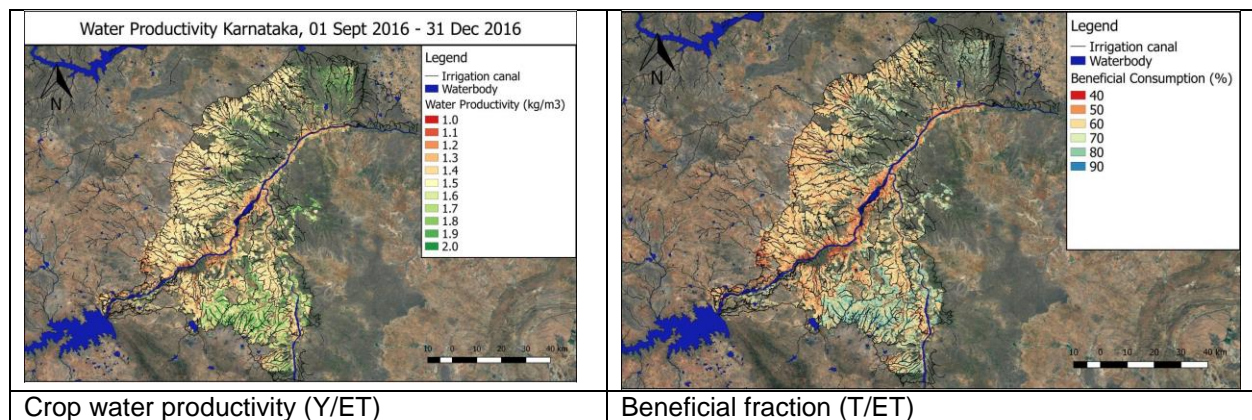 Water Productivity Karnataka, 01 Sept 2016 - 31 Dec 2016
Legend
Irrigation canal
Waterbody
Water Productivity (kg/m3)
1.0
1.1
1.2
1.3
1.4
1.5
1.6
1.7
1.8
1.9
2.0
N
10 0 10 20 30 40 km
Crop water productivity (Y/ET)
Legend
Irrigation canal
Waterbody
Beneficial Consumption (%)
40
50
60
70
80
90
N
10 0 10 20 30 40 km
Beneficial fraction (T/ET)